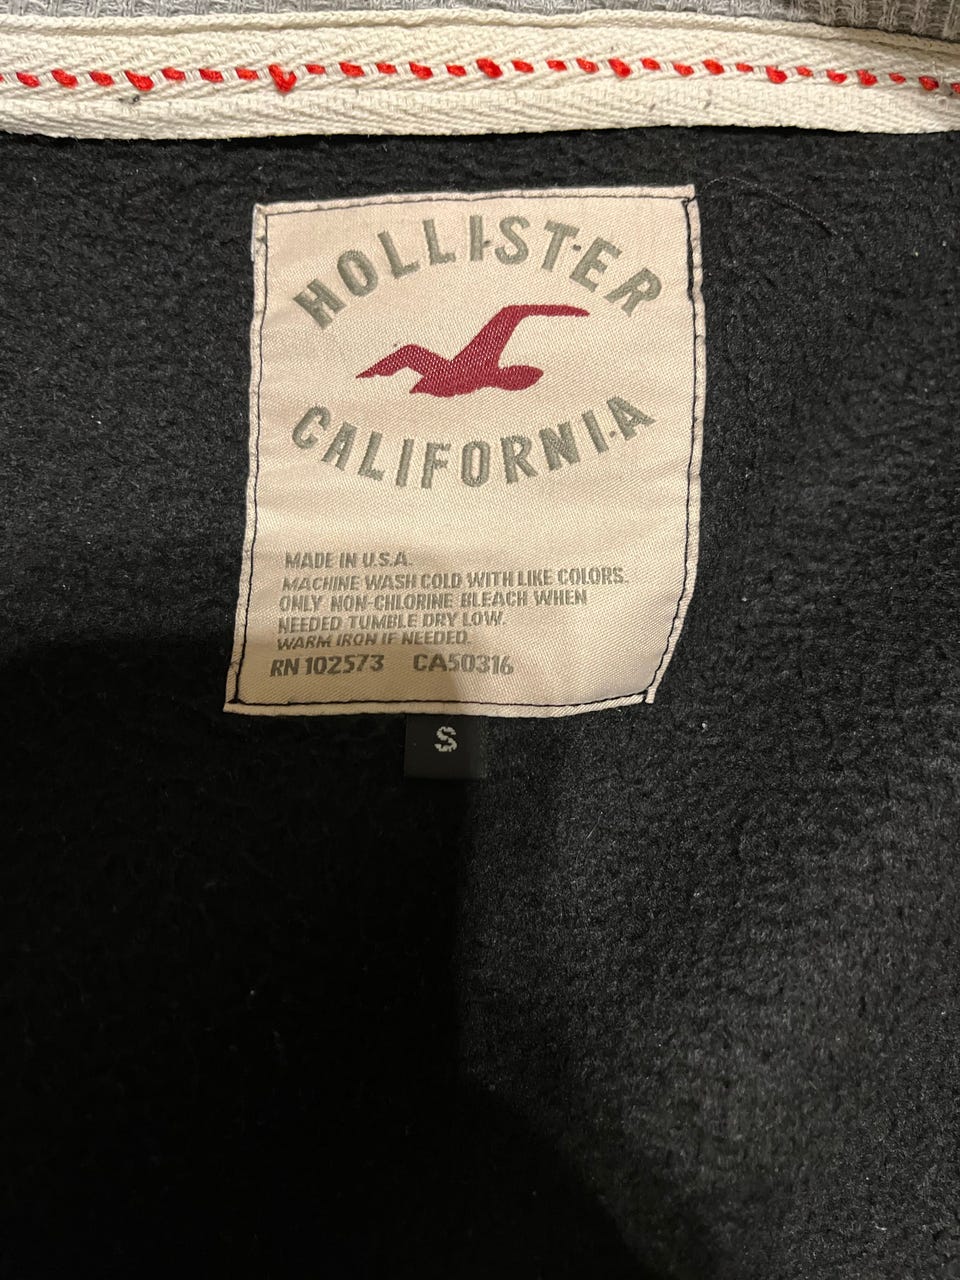 HOLLISTER
CALIFORNIA
MADE IN U.S.A.
MACHINE WASH COLD WITH LIKE COLORS.
ONLY NON-CHLORINE BLEACH WHEN
NEEDED TUMBLE DRY LOW.
WARM IRON IF NEEDED.
RN 102573 CA50316
S